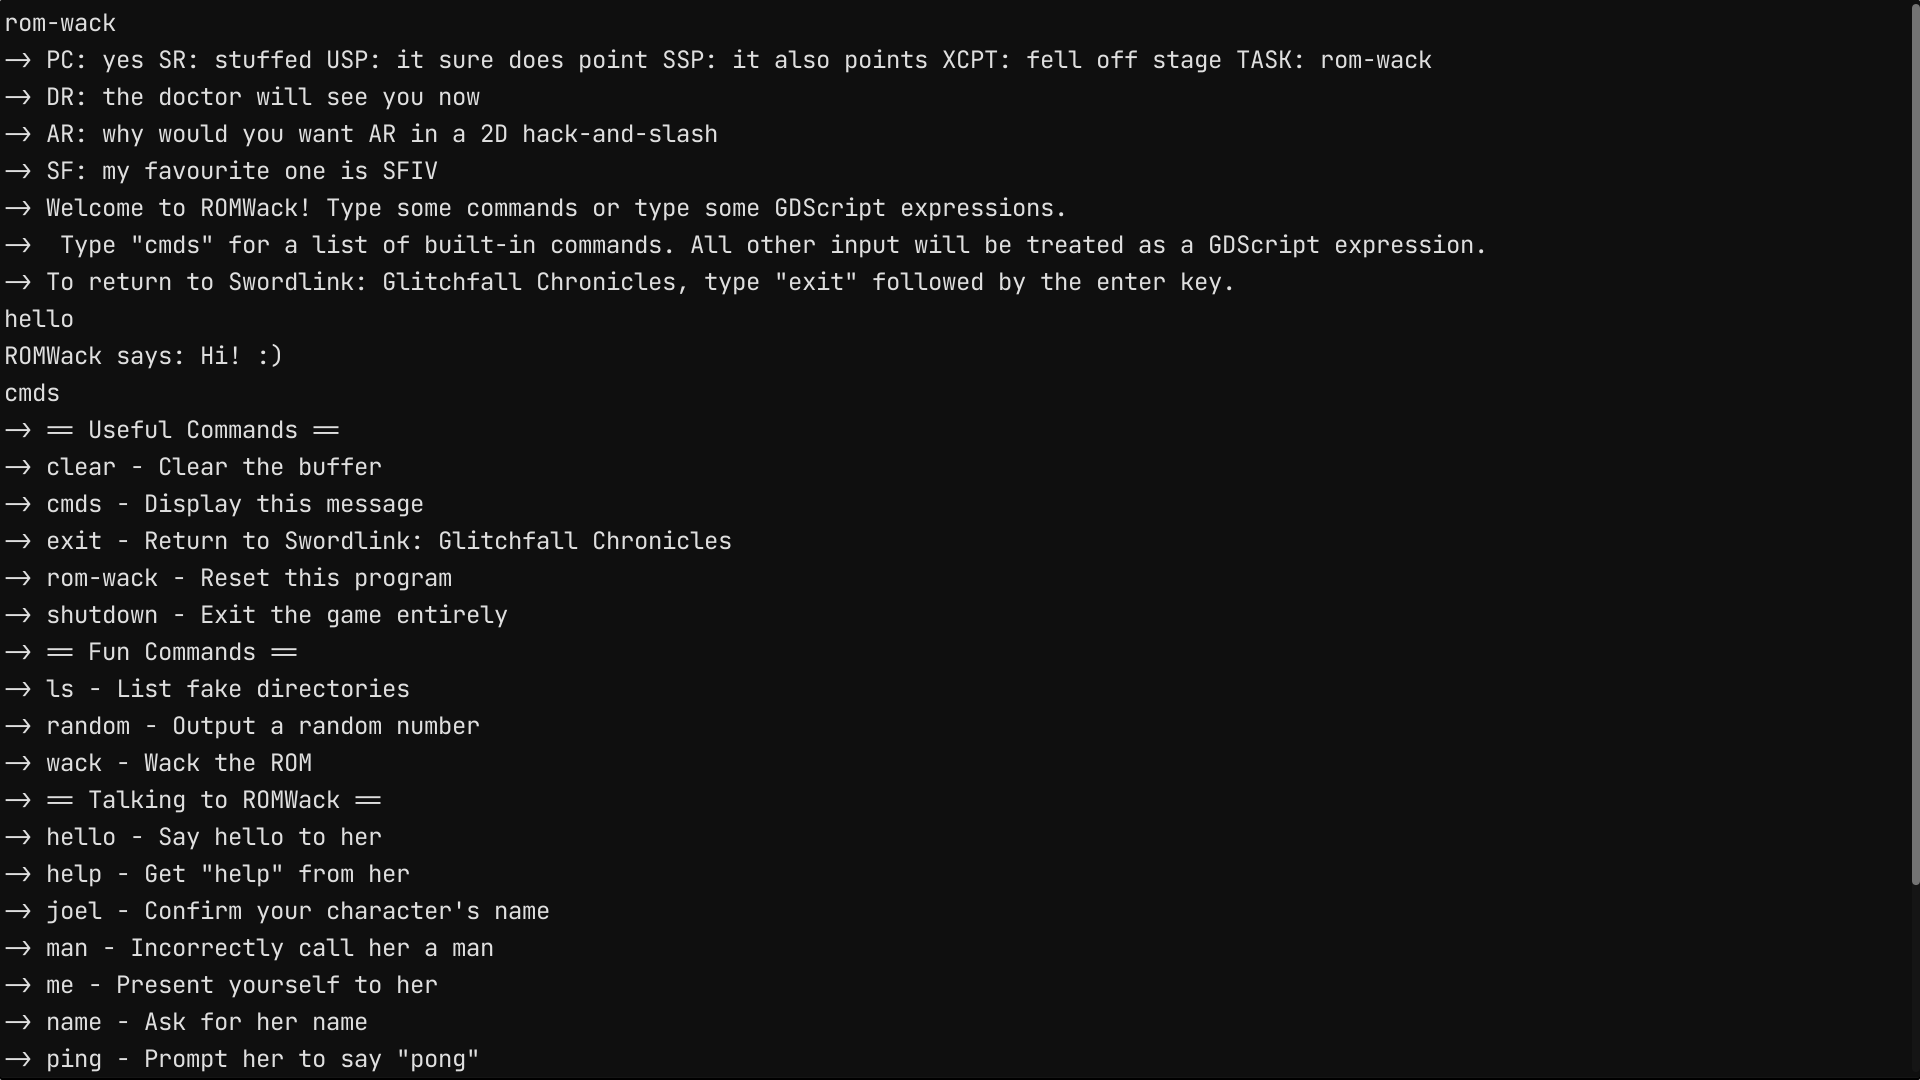 rom-wack
--> PC: yes SR: stuffed USP: it sure does point SSP: it also points XCPT: fell off stage TASK: rom-wack
--> DR: the doctor will see you now
--> AR: why would you want AR in a 2D hack-and-slash
--> SF: my favourite one is SFIV
--> Welcome to ROMWack! Type some commands or type some GDScript expressions.
-->  Type "cmds" for a list of built-in commands. All other input will be treated as a GDScript expression.
--> To return to Swordlink: Glitchfall Chronicles, type "exit" followed by the enter key.
hello
ROMWack says: Hi! :)
cmds
--> == Useful Commands ==
--> clear - Clear the buffer
--> cmds - Display this message
--> exit - Return to Swordlink: Glitchfall Chronicles
--> rom-wack - Reset this program
--> shutdown - Exit the game entirely
--> == Fun Commands ==
--> ls - List fake directories
--> random - Output a random number
--> wack - Wack the ROM
--> == Talking to ROMWack ==
--> hello - Say hello to her
--> help - Get "help" from her
--> joel - Confirm your character's name
--> man - Incorrectly call her a man
--> me - Present yourself to her
--> name - Ask for her name
--> ping - Prompt her to say "pong"